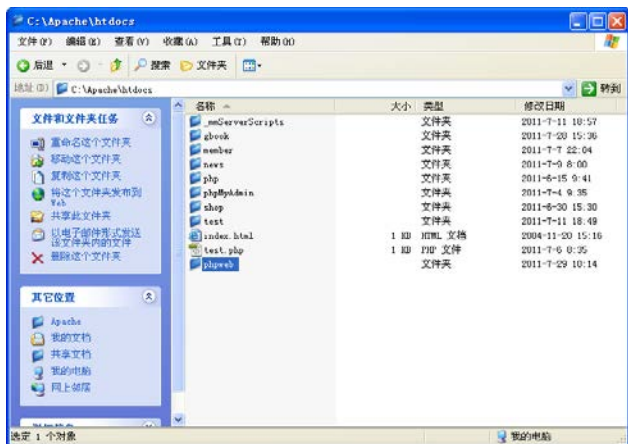 C:\Apache\htdocs
文件(F) 编辑(E) 查看(V) 收藏(A) 工具(T) 帮助(H)
后退 搜索 文件夹
地址(D) C:\Apache\htdocs 转到
文件和文件夹任务
重命名这个文件夹
移动这个文件夹
复制这个文件夹
将这个文件夹发布到
Web
共享此文件夹
以电子邮件形式发送
该文件夹内的文件
删除这个文件夹
其它位置
Apache
我的文档
共享文档
我的电脑
网上邻居
名称 大小 类型 修改日期
_mmServerScripts 文件夹 2011-7-11 18:57
gbook 文件夹 2011-7-28 15:36
member 文件夹 2011-7-7 22:04
news 文件夹 2011-7-9 8:00
php 文件夹 2011-6-15 9:41
phpMyAdmin 文件夹 2011-7-4 9:35
shop 文件夹 2011-6-30 15:30
test 文件夹 2011-7-11 18:49
index.html 1 KB HTML 文档 2004-11-20 15:16
test.php 1 KB PHP 文件 2011-7-6 8:35
phpweb 文件夹 2011-7-29 10:14
选定 1 个对象 我的电脑